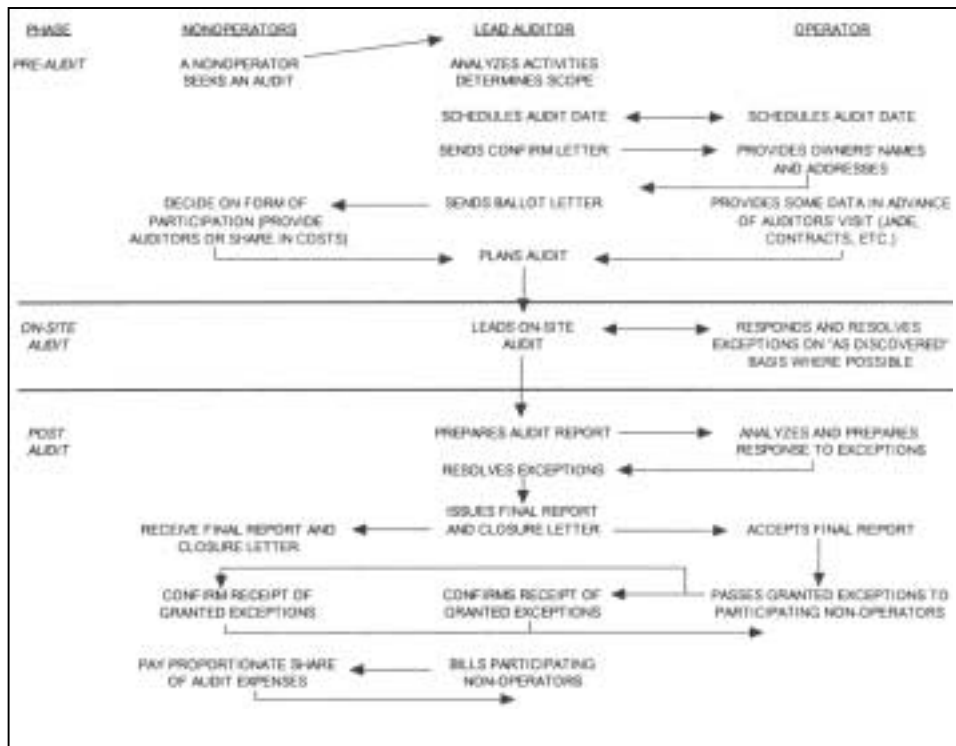 PHASE NONOPERATORS LEAD AUDITOR OPERATOR
PRE-AUDIT A NONOPERATOR ANALYZES ACTIVITIES
SEEKS AN AUDIT DETERMINES SCOPE
SCHEDULES AUDIT DATE SCHEDULES AUDIT DATE
SENDS CONFIRM LETTER PROVIDES OWNERS' NAMES
AND ADDRESSES
DECIDE ON FORM OF SENDS BALLOT LETTER PROVIDES SOME DATA IN ADVANCE
PARTICIPATION (PROVIDE OF AUDITORS' VISIT (JADE,
AUDITORS OR SHARE IN COSTS) CONTRACTS, ETC.)
PLANS AUDIT
ON-SITE LEADS ON-SITE RESPONDS AND RESOLVES
AUDIT AUDIT EXCEPTIONS ON "AS DISCOVERED"
BASIS WHERE POSSIBLE
POST PREPARES AUDIT REPORT ANALYZES AND PREPARES
AUDIT RESPONSE TO EXCEPTIONS
RESOLVES EXCEPTIONS
ISSUES FINAL REPORT
RECEIVE FINAL REPORT AND AND CLOSURE LETTER ACCEPTS FINAL REPORT
CLOSURE LETTER
CONFIRM RECEIPT OF CONFIRMS RECEIPT OF PASSES GRANTED EXCEPTIONS TO
GRANTED EXCEPTIONS GRANTED EXCEPTIONS PARTICIPATING NON-OPERATORS
PAY PROPORTIONATE SHARE BILLS PARTICIPATING
OF AUDIT EXPENSES NON-OPERATORS